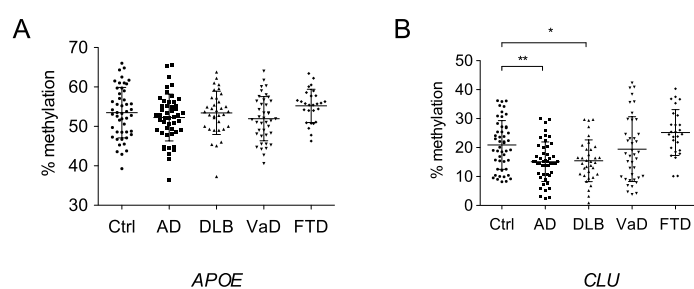 A
% methylation
70
60
50
40
30
Ctrl AD DLB VaD FTD
APOE
B
% methylation
50
40
30
20
10
0
*
**
Ctrl AD DLB VaD FTD
CLU